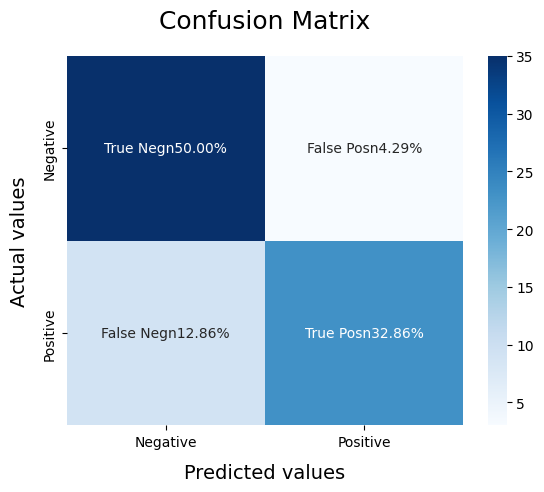 Confusion Matrix
Actual values
Negative
True Negn50.00%
False Posn4.29%
Positive
False Negn12.86%
True Posn32.86%
Negative
Positive
Predicted values
35
30
25
20
15
10
5